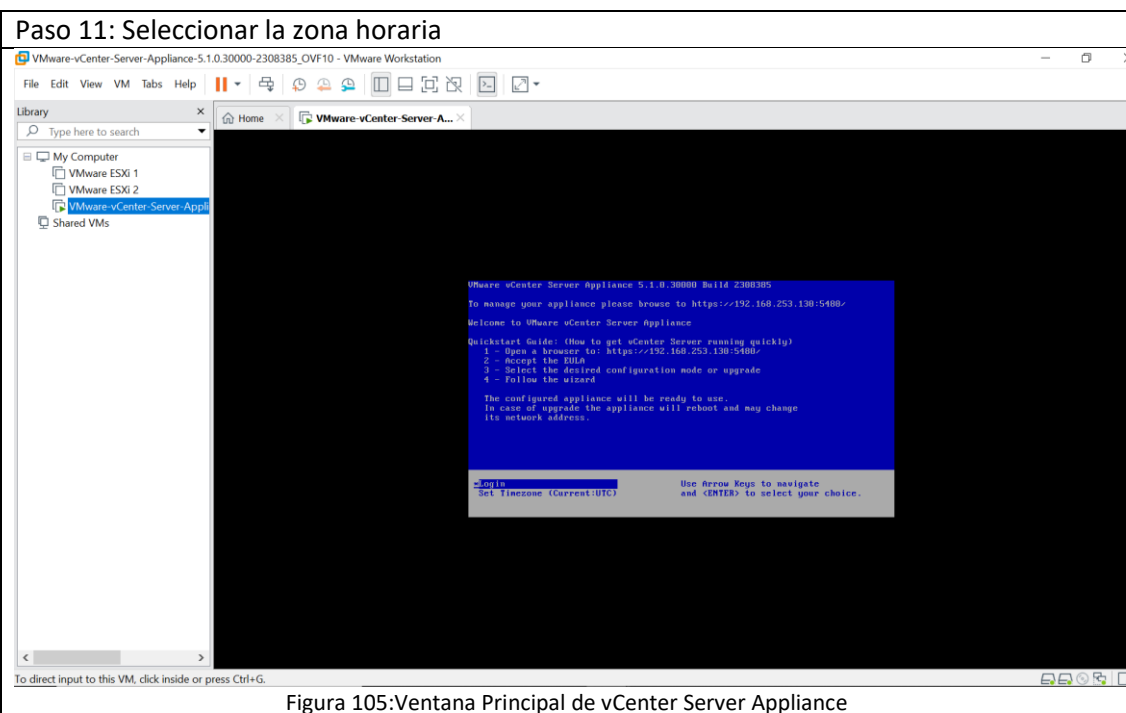 Paso 11: Seleccionar la zona horaria
VMware-vCenter-Server-Appliance-5.1.0.30000-2308385_OVF10 - VMware Workstation
File Edit View VM Tabs Help
Library
Home
VMware-vCenter-Server-A...
Type here to search
My Computer
VMware ESXi 1
VMware ESXi 2
VMware-vCenter-Server-Appli
Shared VMs
VMware vCenter Server Appliance 5.1.0.30000 Build 2308385
To manage your appliance please browse to https://192.168.253.130:5480/
Welcome to VMware vCenter Server Appliance
Quickstart Guide: (How to get vCenter Server running quickly)
1 - Open a browser to: https://192.168.253.130:5480/
2 - Accept the EULA
3 - Select the desired configuration mode or upgrade
4 - Follow the wizard
The configured appliance will be ready to use.
In case of upgrade the appliance will reboot and may change
its network address.
*Login Use Arrow Keys to navigate
Set Timezone (Current:UTC) and <ENTER> to select your choice.
To direct input to this VM, click inside or press Ctrl+G.
Figura 105:Ventana Principal de vCenter Server Appliance